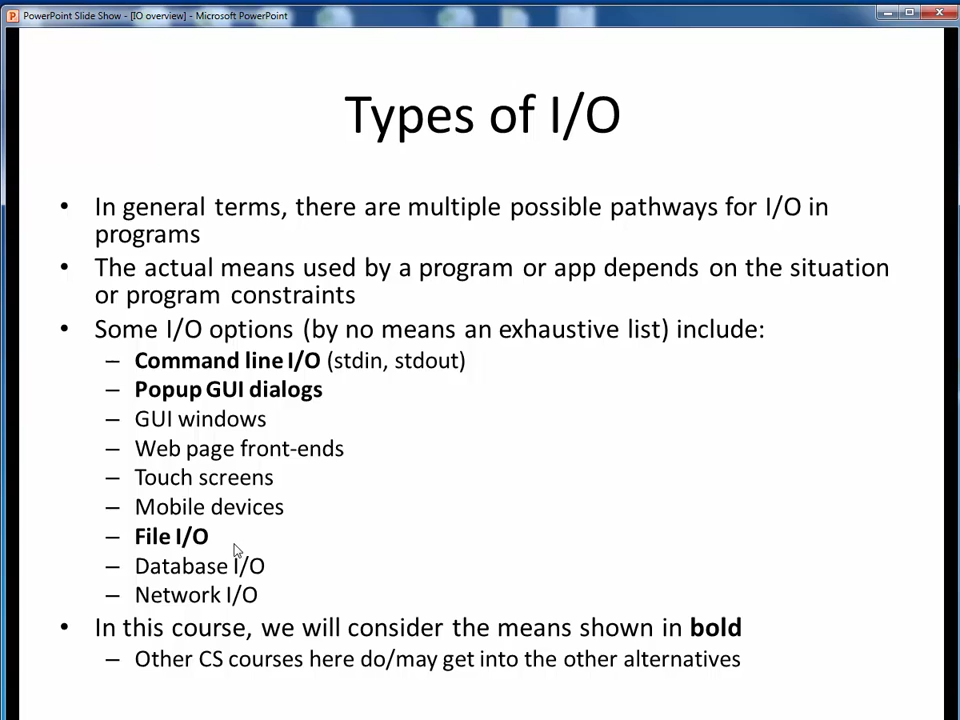 PowerPoint Slide Show - [IO overview] - Microsoft PowerPoint
Types of I/O
• In general terms, there are multiple possible pathways for I/O in
programs
• The actual means used by a program or app depends on the situation
or program constraints
• Some I/O options (by no means an exhaustive list) include:
– Command line I/O (stdin, stdout)
– Popup GUI dialogs
– GUI windows
– Web page front-ends
– Touch screens
– Mobile devices
– File I/O
– Database I/O
– Network I/O
• In this course, we will consider the means shown in bold
– Other CS courses here do/may get into the other alternatives